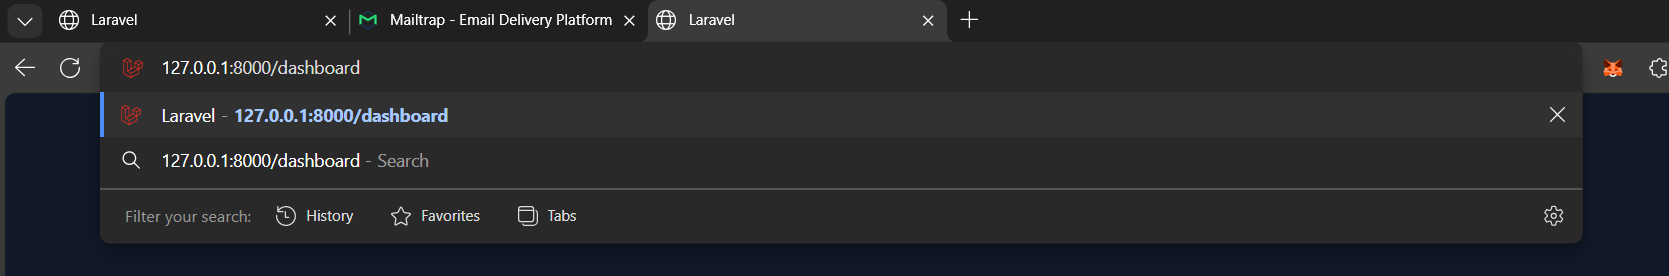 Laravel
Mailtrap - Email Delivery Platform
Laravel
127.0.0.1:8000/dashboard
Laravel - 127.0.0.1:8000/dashboard
127.0.0.1:8000/dashboard - Search
Filter your search: History Favorites Tabs